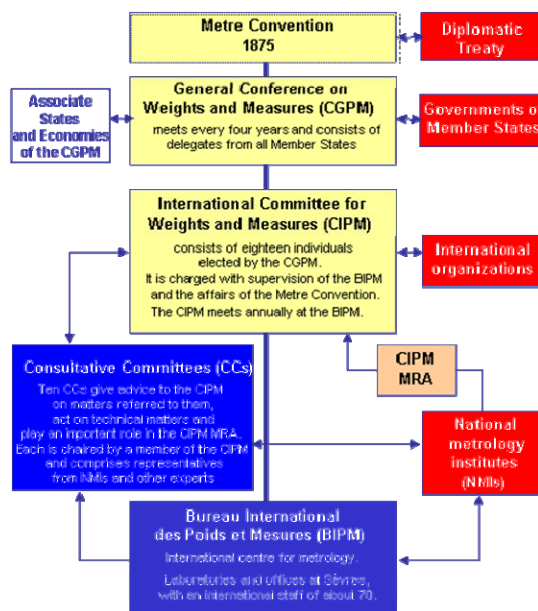 Metre Convention
1875
Diplomatic
Treaty
General Conference on
Weights and Measures (CGPM)
meets every four years and consists of
delegates from all Member States
Associate
States
and Economies
of the CGPM
Governments of
Member States
International Committee for
Weights and Measures (CIPM)
consists of eighteen individuals
elected by the CGPM.
It is charged with supervision of the BIPM
and the affairs of the Metre Convention.
The CIPM meets annually at the BIPM.
International
organizations
CIPM
MRA
Consultative Committees (CCs)
Ten CCs give advice to the CIPM
on matters referred to them,
act on technical matters and
play an important role in the CIPM MRA.
Each is chaired by a member of the CIPM
and comprises representatives
from NMIs and other experts
National
metrology
institutes
(NMIs)
Bureau International
des Poids et Mesures (BIPM)
International centre for metrology.
Laboratories and offices at Sèvres,
with an international staff of about 70.